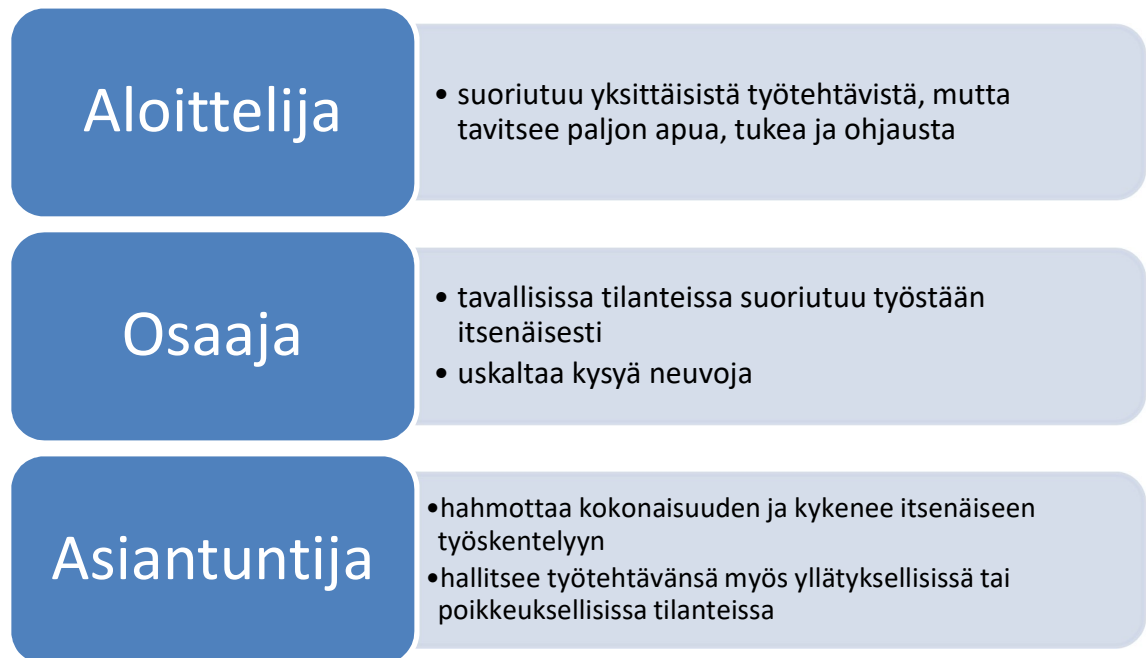 Aloittelija
• suoriutuu yksittäisistä työtehtävistä, mutta
tavitsee paljon apua, tukea ja ohjausta
Osaaja
• tavallisissa tilanteissa suoriutuu työstään
itsenäisesti
• uskaltaa kysyä neuvoja
Asiantuntija
•hahmottaa kokonaisuuden ja kykenee itsenäiseen
työskentelyyn
•hallitsee työtehtävänsä myös yllätyksellisissä tai
poikkeuksellisissa tilanteissa